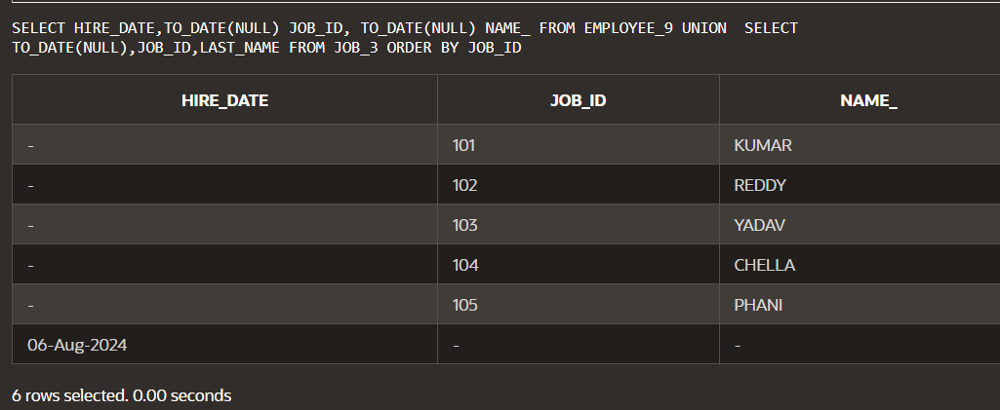 SELECT HIRE_DATE,TO_DATE(NULL) JOB_ID, TO_DATE(NULL) NAME_ FROM EMPLOYEE_9 UNION  SELECT
TO_DATE(NULL),JOB_ID,LAST_NAME FROM JOB_3 ORDER BY JOB_ID
HIRE_DATE JOB_ID NAME_
- 101 KUMAR
- 102 REDDY
- 103 YADAV
- 104 CHELLA
- 105 PHANI
06-Aug-2024 - -
6 rows selected. 0.00 seconds